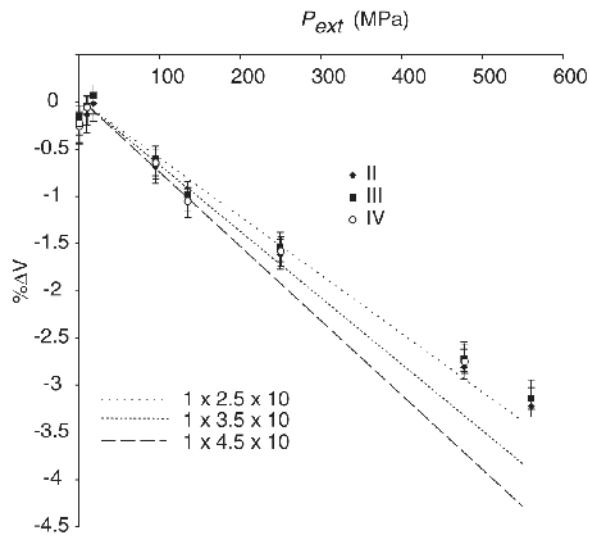 P_ext (MPa)
100 200 300 400 500 600
0
-0.5
-1
-1.5
-2
-2.5
-3
-3.5
-4
-4.5
%ΔV
II
III
IV
1 x 2.5 x 10
1 x 3.5 x 10
1 x 4.5 x 10